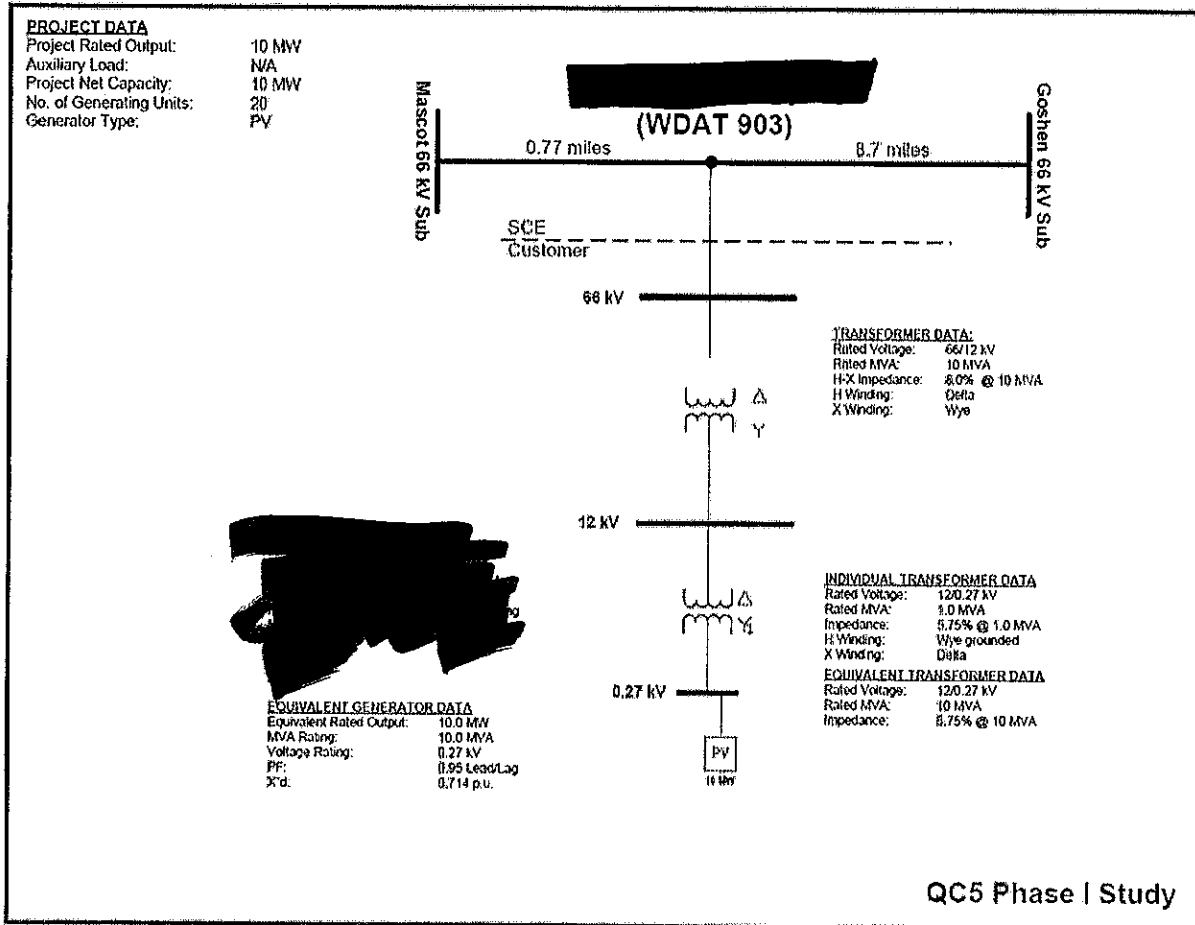 PROJECT DATA
Project Rated Output: 10 MW
Auxiliary Load: N/A
Project Net Capacity: 10 MW
No. of Generating Units: 20
Generator Type: PV
(WDAT 903)
Mascot 66 kV Sub
0.77 miles
8.7 miles
Goshen 66 kV Sub
SCE
Customer
66 kV
TRANSFORMER DATA:
Rated Voltage: 66/12 kV
Rated MVA: 10 MVA
H-X Impedance: 8.0% @ 10 MVA
H Winding: Delta
X Winding: Wye
Δ
Y
12 kV
Δ
INDIVIDUAL TRANSFORMER DATA
Rated Voltage: 12/0.27 kV
Rated MVA: 1.0 MVA
Impedance: 5.75% @ 1.0 MVA
H Winding: Wye grounded
X Winding: Delta
EQUIVALENT TRANSFORMER DATA
Rated Voltage: 12/0.27 kV
Rated MVA: 10 MVA
Impedance: 5.75% @ 10 MVA
0.27 kV
PV
10 MW
EQUIVALENT GENERATOR DATA
Equivalent Rated Output: 10.0 MW
MVA Rating: 10.0 MVA
Voltage Rating: 0.27 kV
PF: 0.95 Lead/Lag
X"d: 0.714 p.u.
QC5 Phase I Study